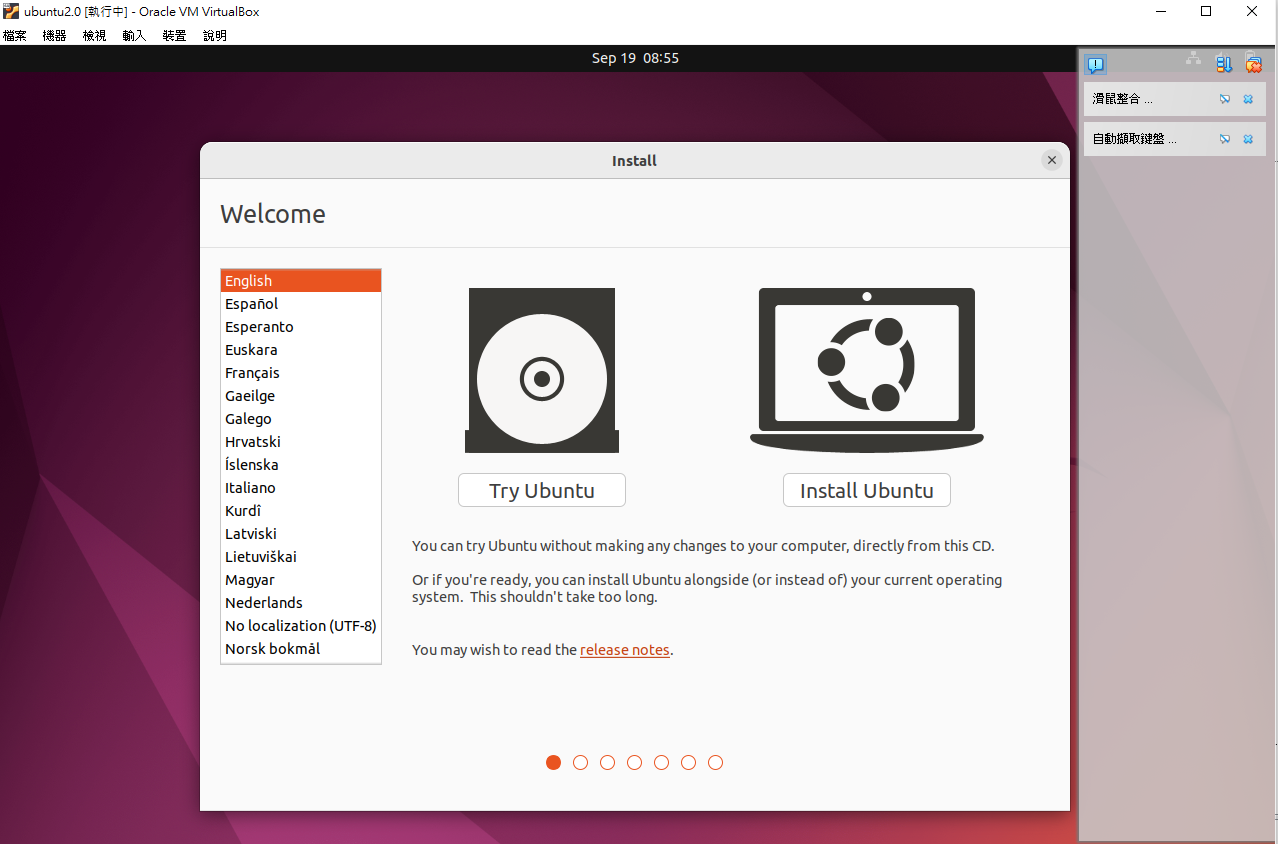 ubuntu2.0 [執行中] - Oracle VM VirtualBox
檔案 機器 檢視 輸入 裝置 說明
Sep 19 08:55
滑鼠整合 ...
自動擷取鍵盤 ...
Install
Welcome
English
Español
Esperanto
Euskara
Français
Gaeilge
Galego
Hrvatski
Íslenska
Italiano
Kurdî
Latviski
Lietuviškai
Magyar
Nederlands
No localization (UTF-8)
Norsk bokmål
Try Ubuntu
Install Ubuntu
You can try Ubuntu without making any changes to your computer, directly from this CD.
Or if you're ready, you can install Ubuntu alongside (or instead of) your current operating
system. This shouldn't take too long.
You may wish to read the release notes.